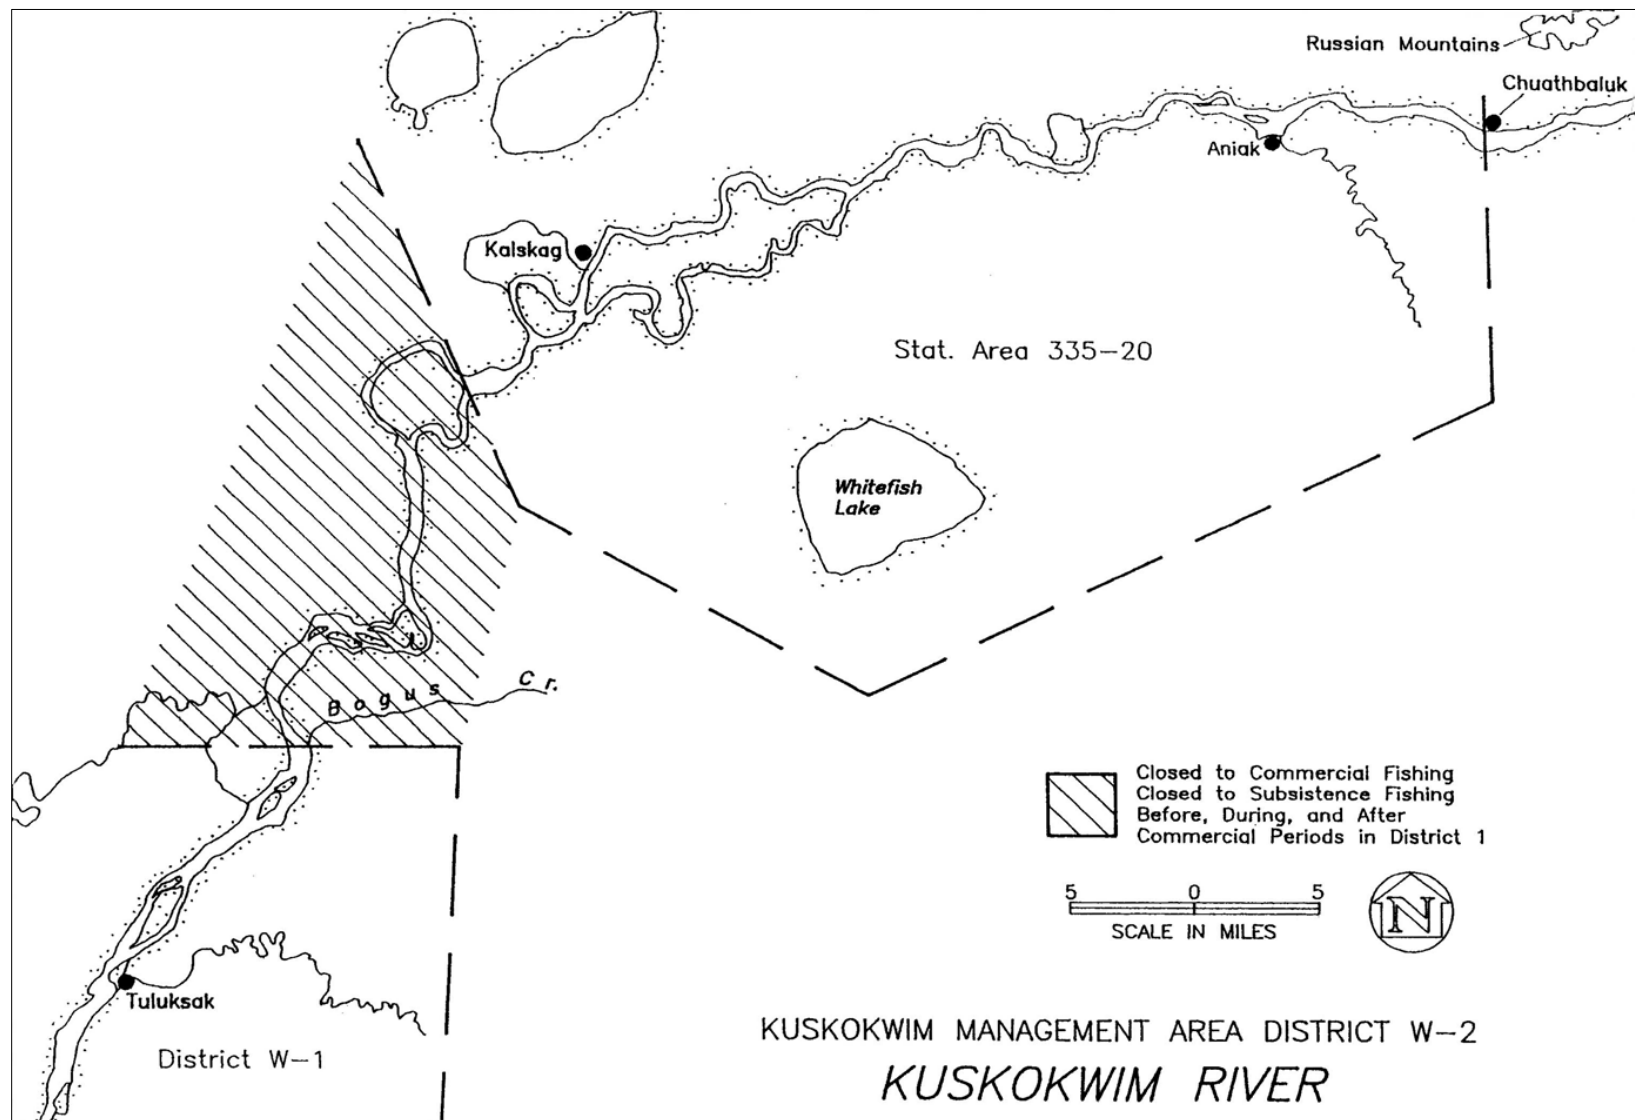 Russian Mountains
Chuathbaluk
Aniak
Kalskag
Stat. Area 335-20
Whitefish
Lake
Bogus Cr.
Closed to Commercial Fishing
Closed to Subsistence Fishing
Before, During, and After
Commercial Periods in District 1
5 0 5
SCALE IN MILES
N
Tuluksak
District W-1
KUSKOKWIM MANAGEMENT AREA DISTRICT W-2
KUSKOKWIM RIVER